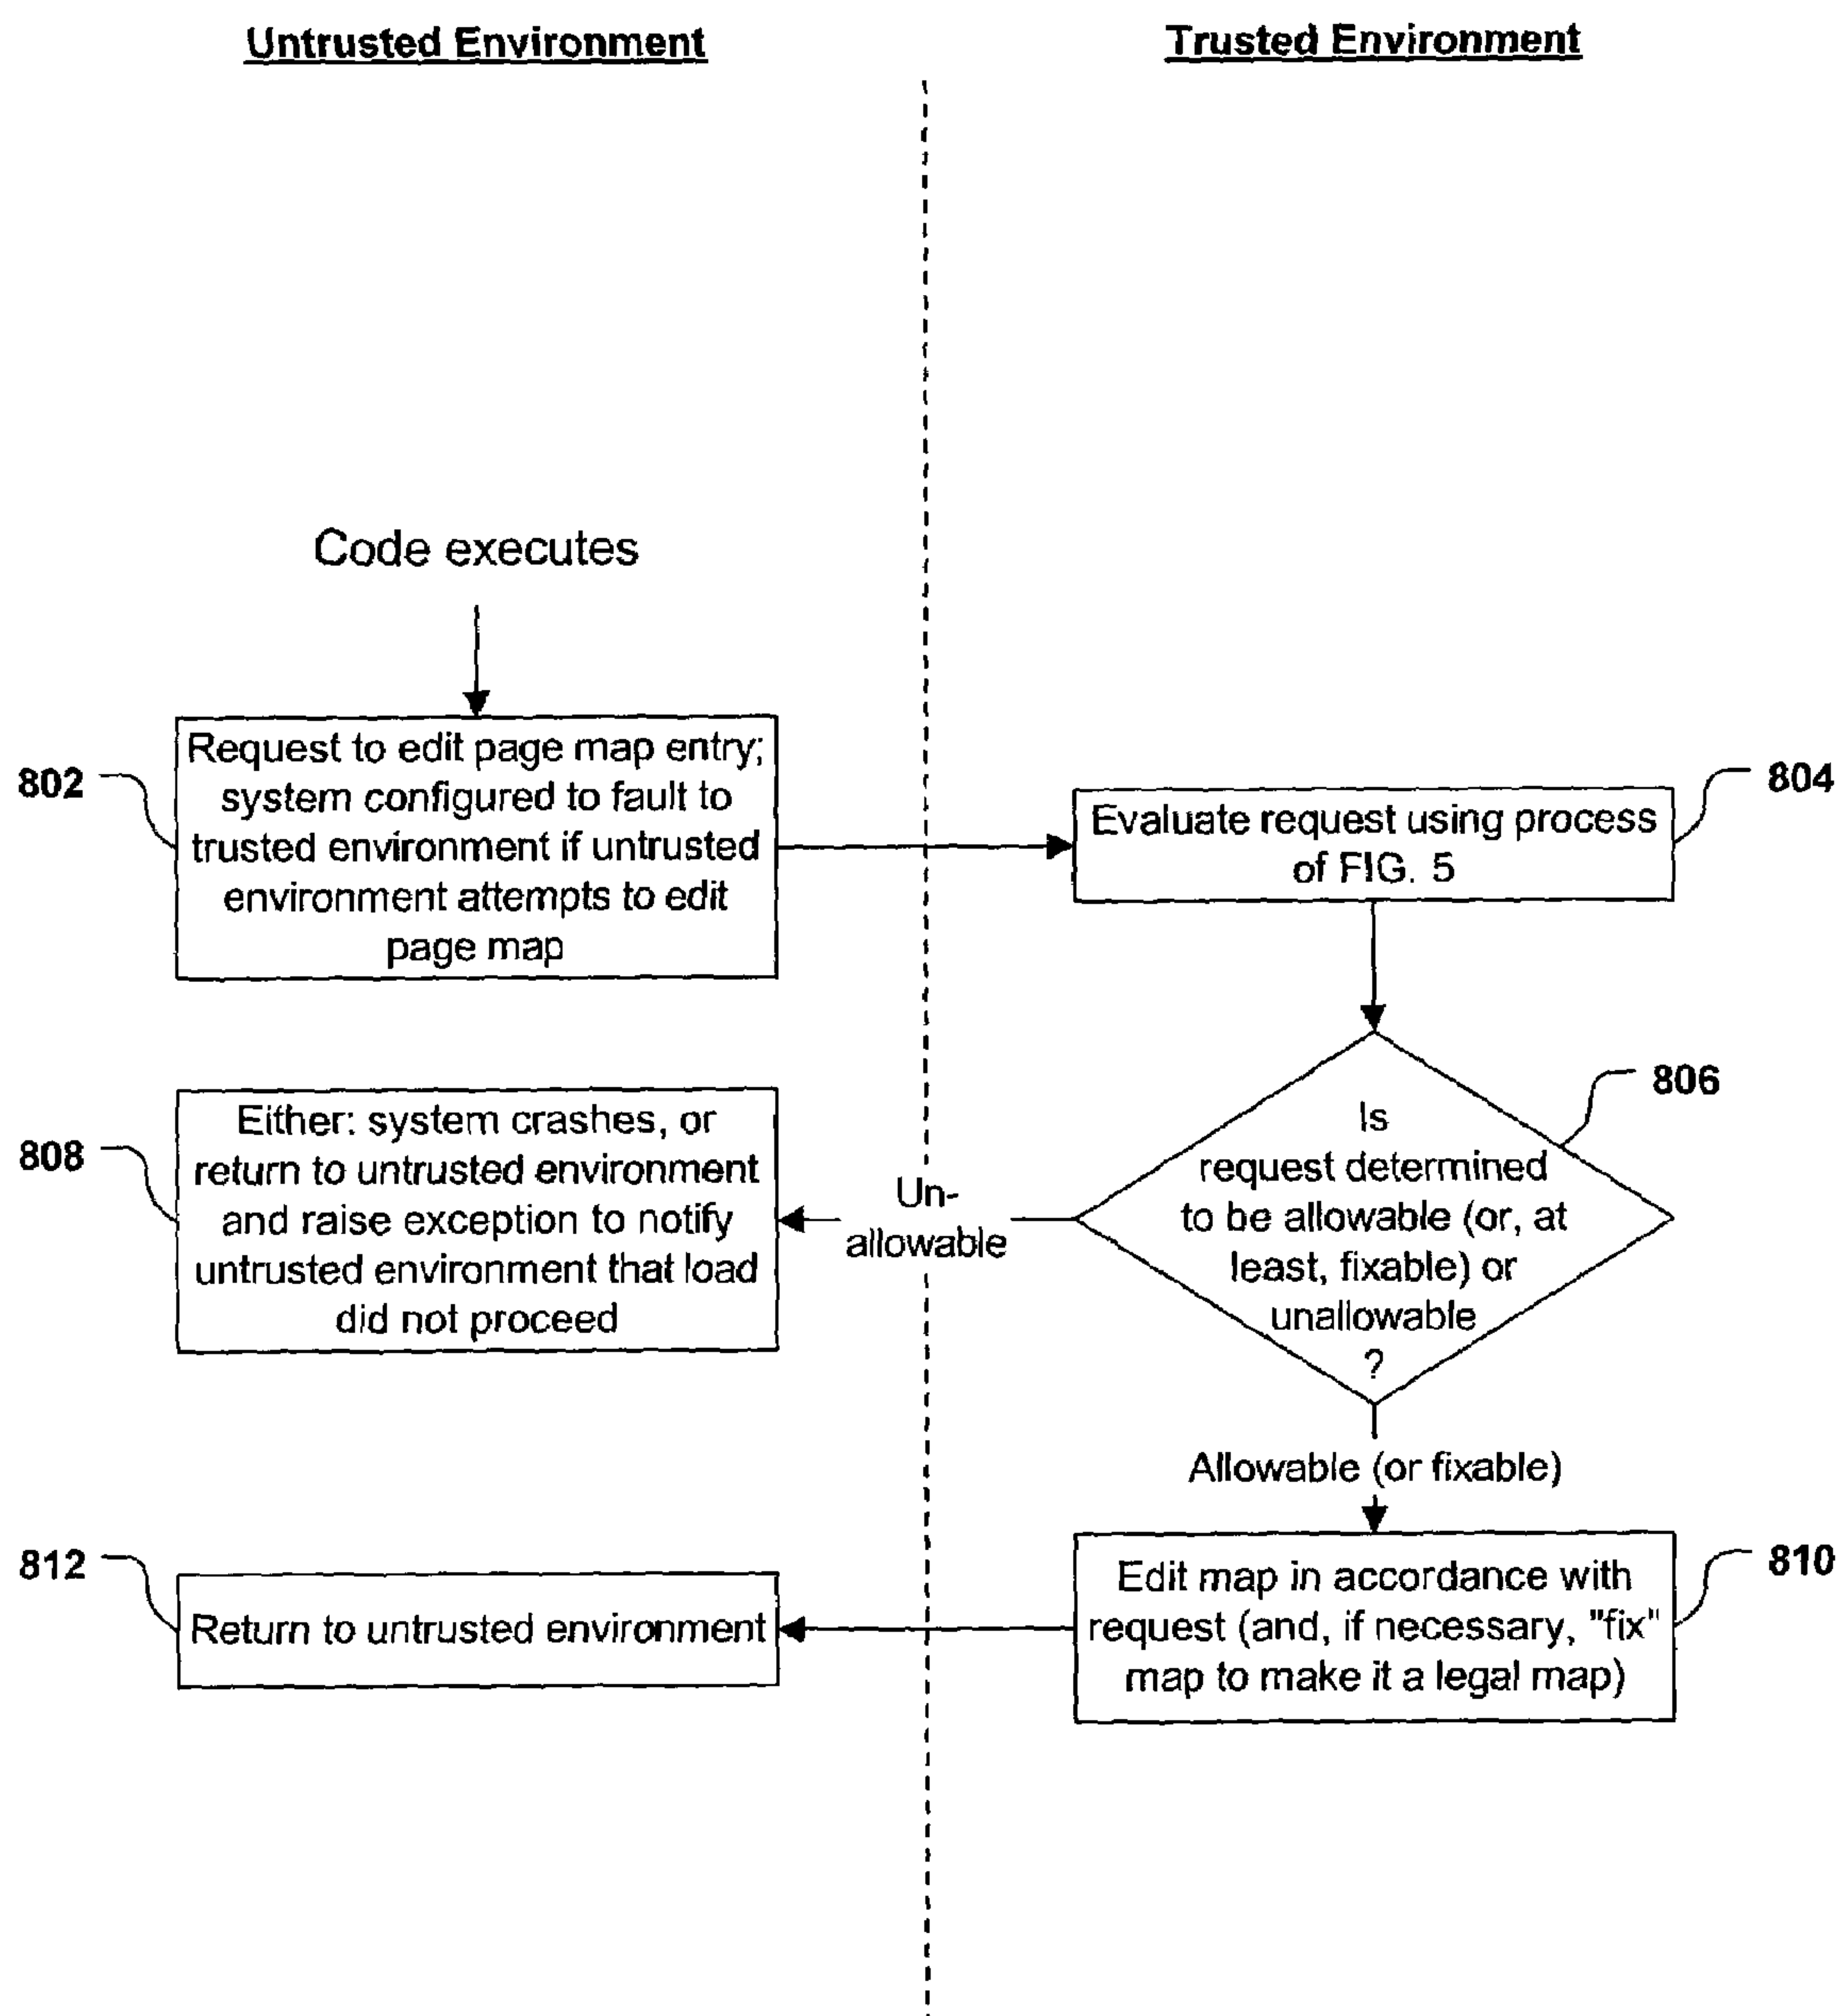 Untrusted Environment
Trusted Environment
Code executes
802
Request to edit page map entry;
system configured to fault to
trusted environment if untrusted
environment attempts to edit
page map
804
Evaluate request using process
of FIG. 5
806
Is
request determined
to be allowable (or, at
least, fixable) or
unallowable
?
Un-
allowable
808
Either: system crashes, or
return to untrusted environment
and raise exception to notify
untrusted environment that load
did not proceed
Allowable (or fixable)
810
Edit map in accordance with
request (and, if necessary, "fix"
map to make it a legal map)
812
Return to untrusted environment